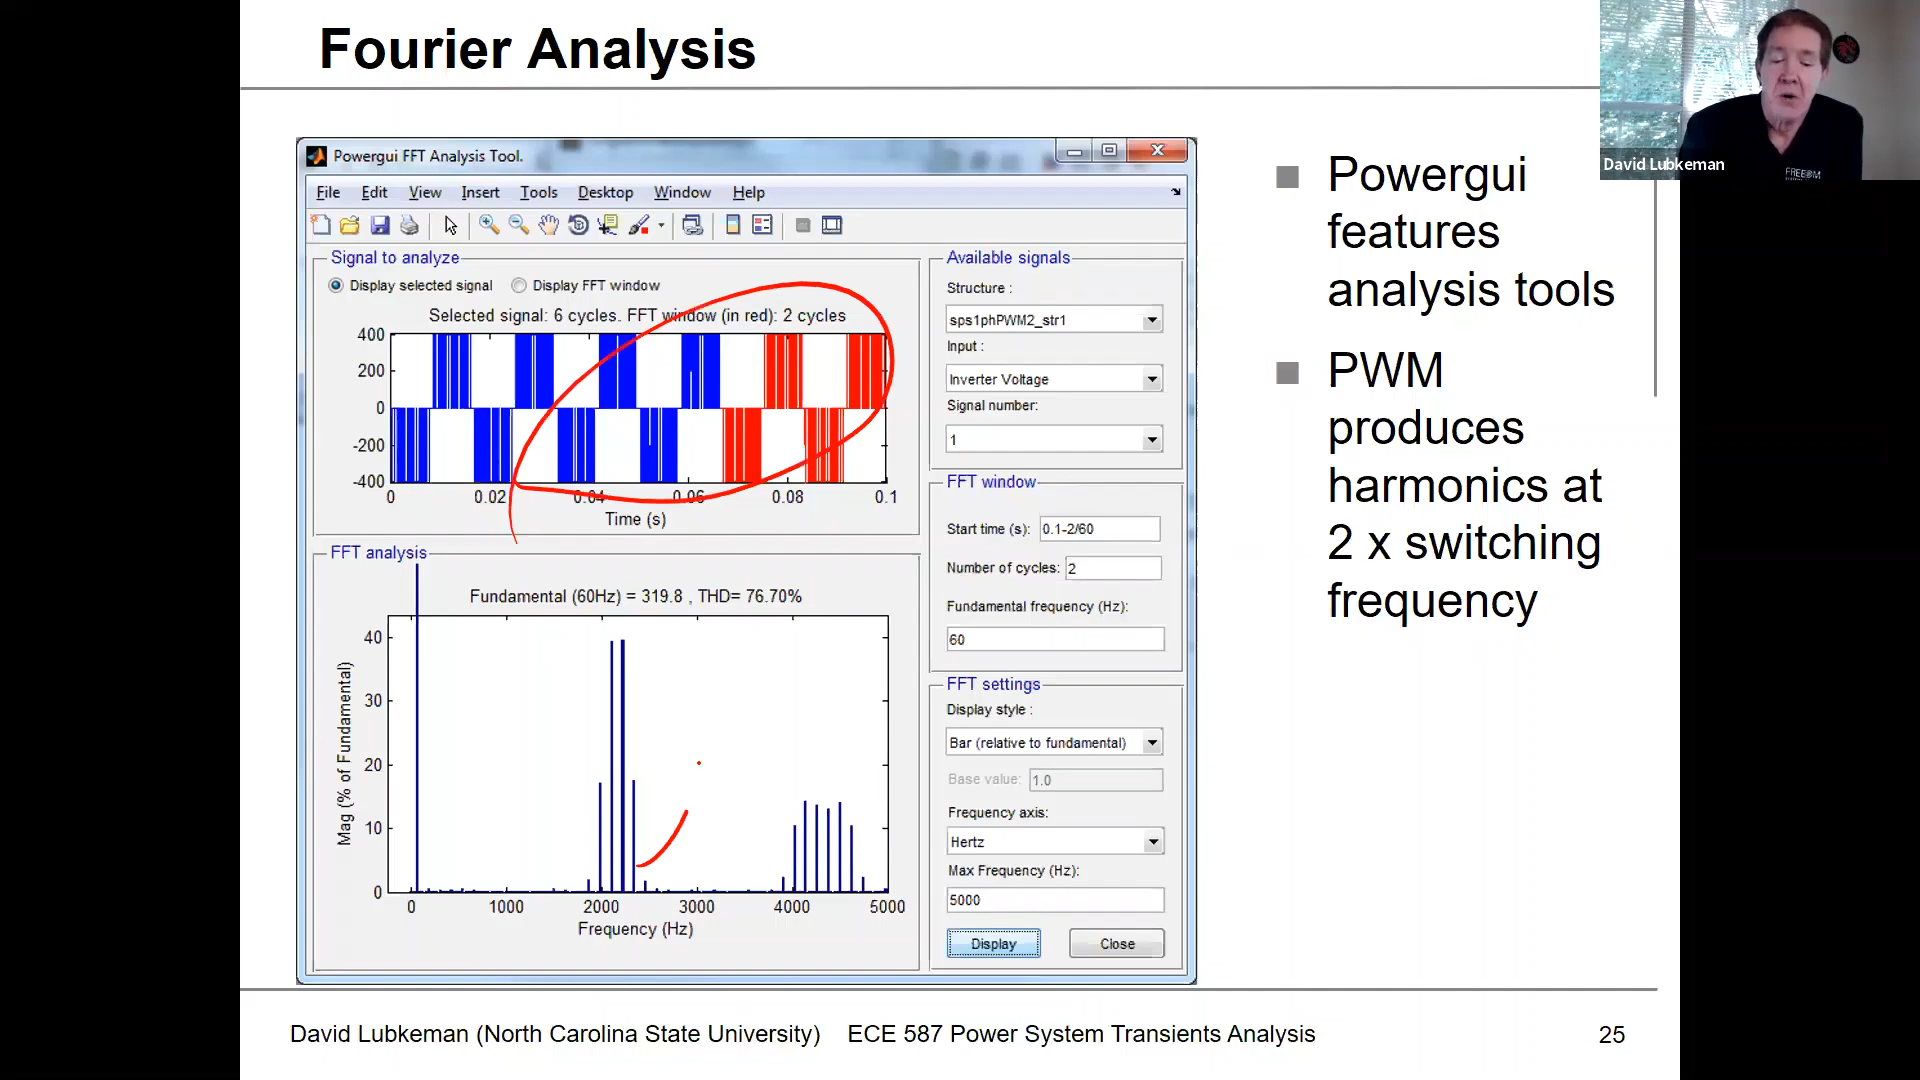 Fourier Analysis
David Lubkeman
FREEDM
Powergui FFT Analysis Tool.
File Edit View Insert Tools Desktop Window Help
Signal to analyze
Display selected signal Display FFT window
Selected signal: 6 cycles. FFT window (in red): 2 cycles
400
200
0
-200
-400
0 0.02 0.04 0.06 0.08 0.1
Time (s)
FFT analysis
Fundamental (60Hz) = 319.8 , THD= 76.70%
Mag (% of Fundamental)
40
30
20
10
0
0 1000 2000 3000 4000 5000
Frequency (Hz)
Available signals
Structure :
sps1phPWM2_str1
Input :
Inverter Voltage
Signal number:
1
FFT window
Start time (s): 0.1-2/60
Number of cycles: 2
Fundamental frequency (Hz):
60
FFT settings
Display style :
Bar (relative to fundamental)
Base value: 1.0
Frequency axis:
Hertz
Max Frequency (Hz):
5000
Display Close
Powergui
features
analysis tools
PWM
produces
harmonics at
2 x switching
frequency
David Lubkeman (North Carolina State University) ECE 587 Power System Transients Analysis 25